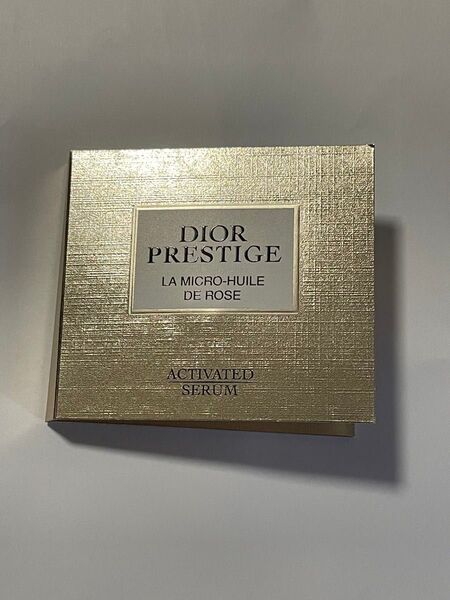 DIOR
PRESTIGE
LA MICRO-HUILE
DE ROSE
ACTIVATED
SERUM